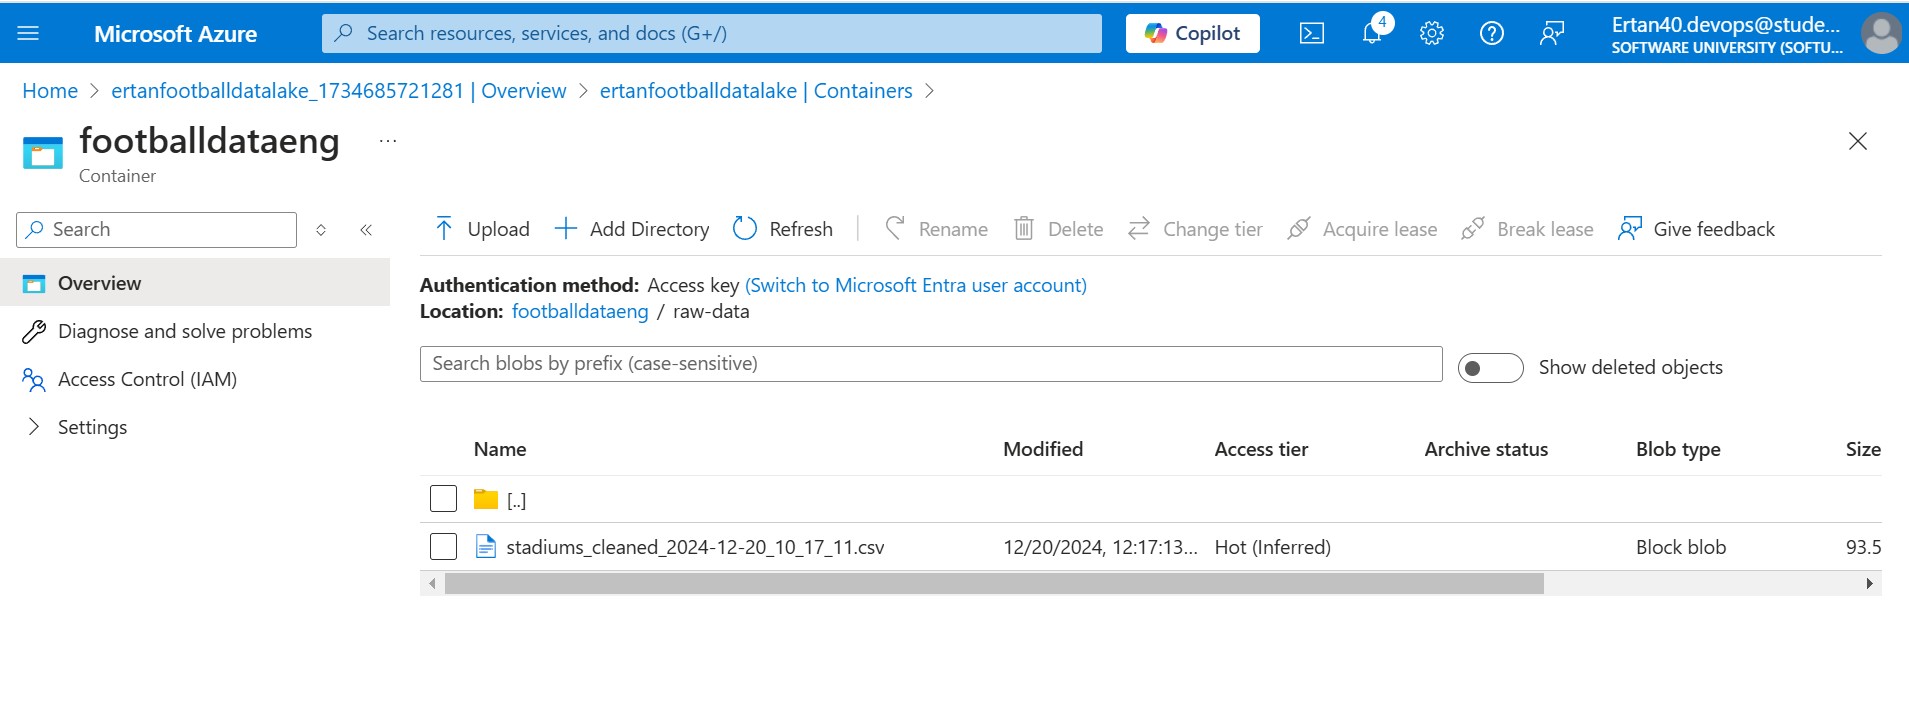 Microsoft Azure
Search resources, services, and docs (G+/)
Copilot
4
Ertan40.devops@stude...
SOFTWARE UNIVERSITY (SOFTU...
Home > ertanfootballdatalake_1734685721281 | Overview > ertanfootballdatalake | Containers >
footballdataeng ...
Container
Search
Overview
Diagnose and solve problems
Access Control (IAM)
Settings
Upload Add Directory Refresh Rename Delete Change tier Acquire lease Break lease Give feedback
Authentication method: Access key (Switch to Microsoft Entra user account)
Location: footballdataeng / raw-data
Search blobs by prefix (case-sensitive)
Show deleted objects
Name Modified Access tier Archive status Blob type Size
[..]
stadiums_cleaned_2024-12-20_10_17_11.csv 12/20/2024, 12:17:13... Hot (Inferred) Block blob 93.5